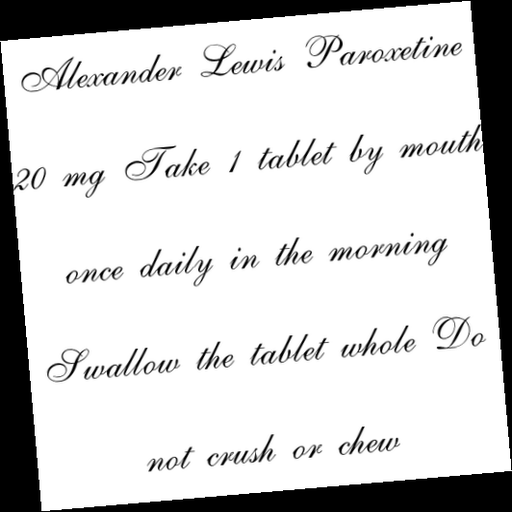 Alexander Lewis Paroxetine
20 mg Take 1 tablet by mouth
once daily in the morning
Swallow the tablet whole Do
not crush or chew